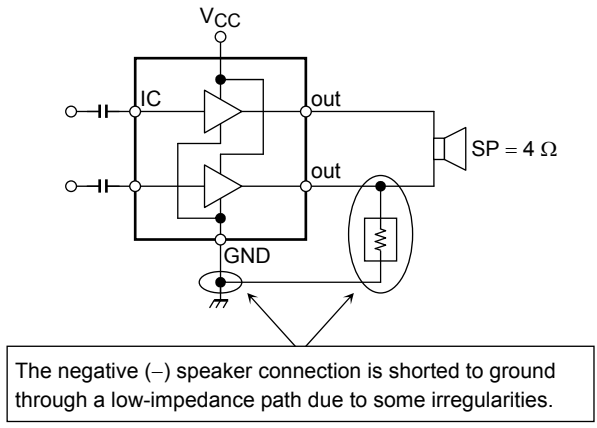 VCC
IC
out
SP = 4 Ω
out
GND
The negative (−) speaker connection is shorted to ground
through a low-impedance path due to some irregularities.